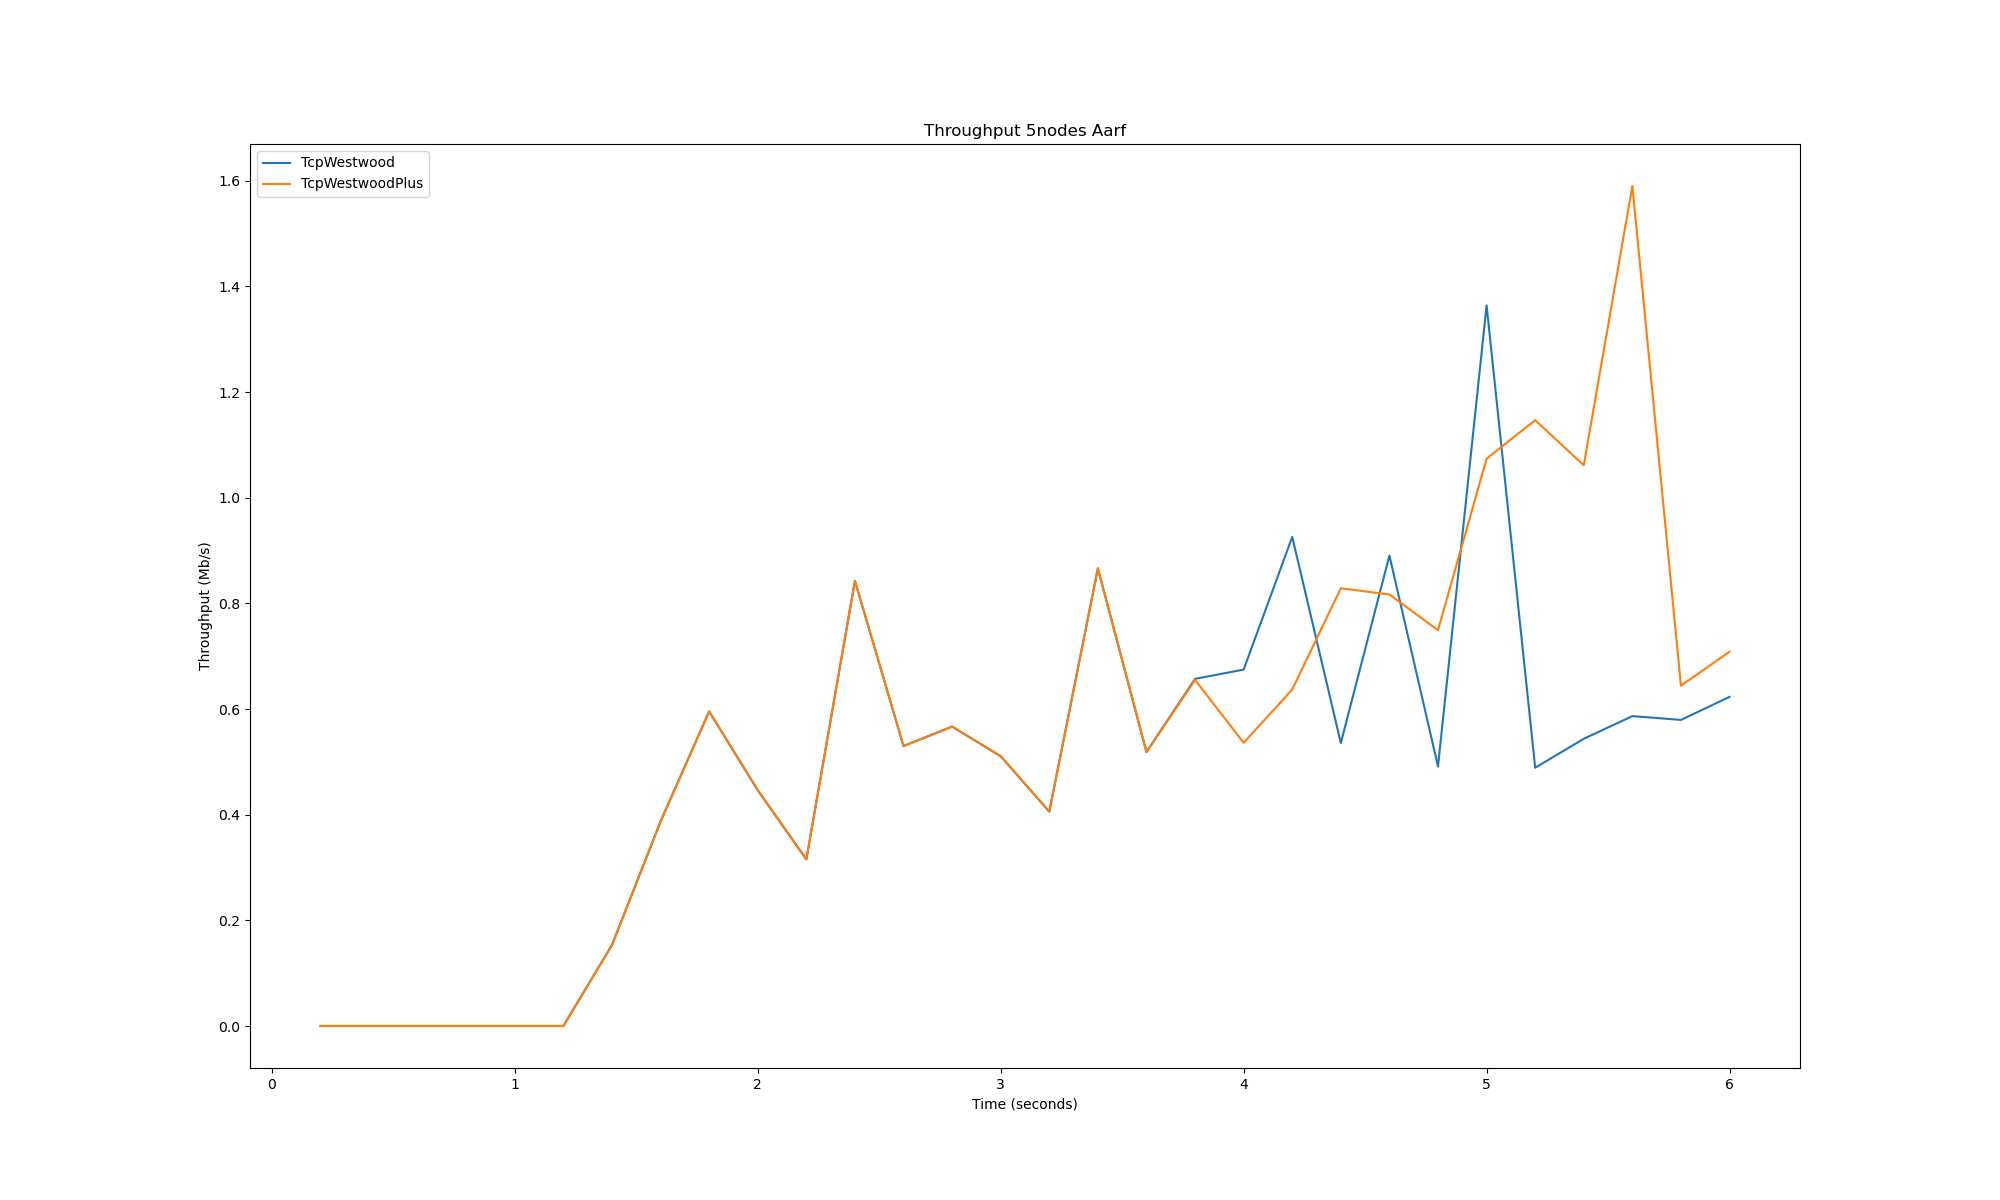 Throughput 5nodes Aarf
TcpWestwood
TcpWestwoodPlus
1.6
1.4
1.2
1.0
0.8
0.6
0.4
0.2
0.0
Throughput (Mb/s)
0 1 2 3 4 5 6
Time (seconds)